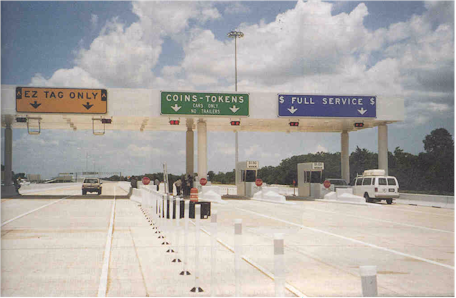 EZ TAG ONLY
COINS-TOKENS
CARS ONLY
NO TRAILERS
$ FULL SERVICE $